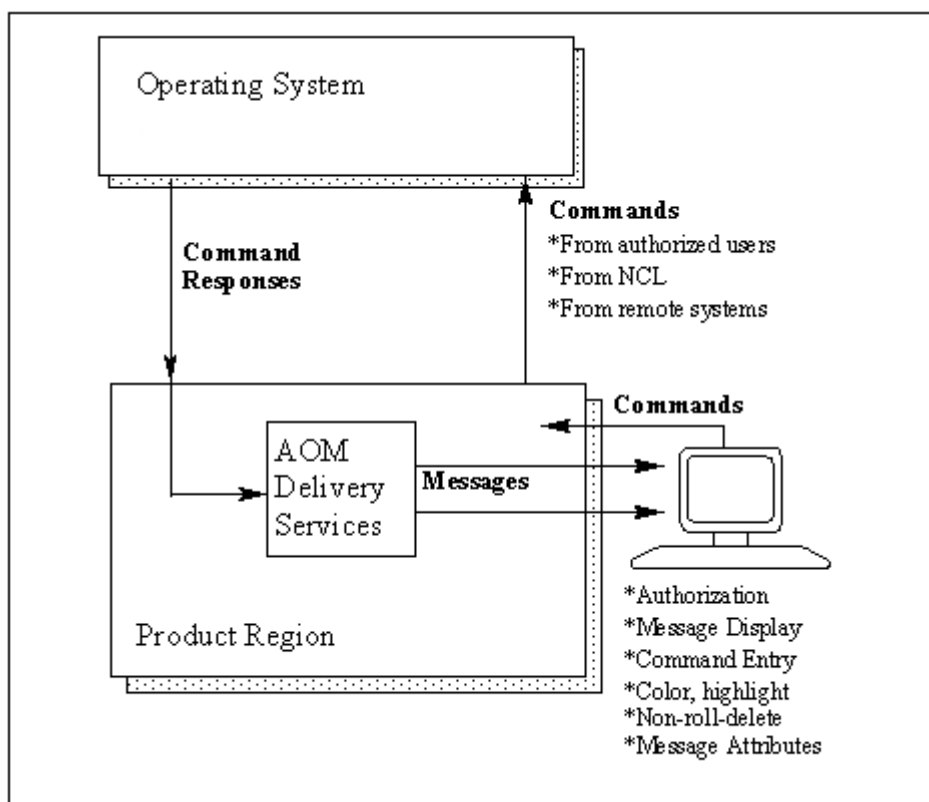 Operating System
Command
Responses
Commands
*From authorized users
*From NCL
*From remote systems
Commands
AOM
Delivery
Services
Messages
Product Region
*Authorization
*Message Display
*Command Entry
*Color, highlight
*Non-roll-delete
*Message Attributes